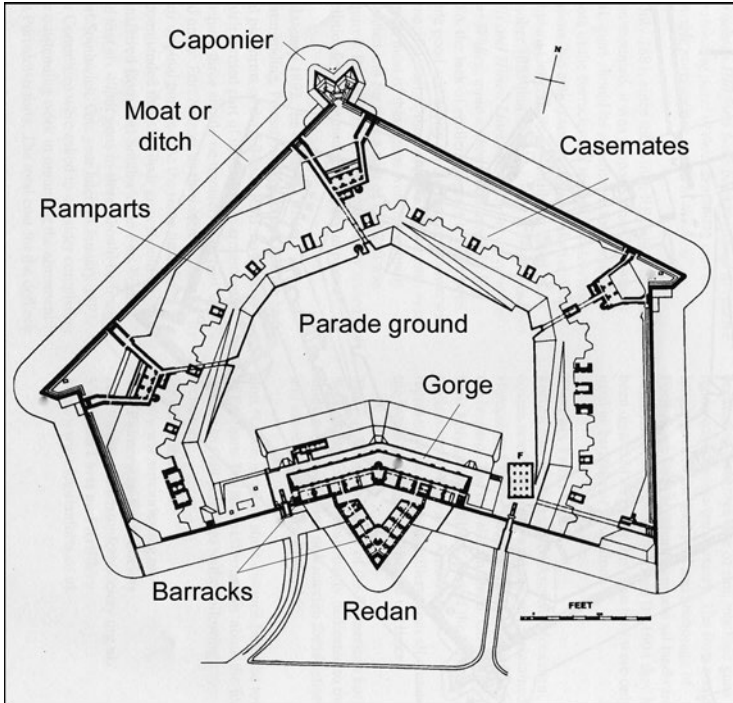 Caponier
N
Moat or
ditch
Casemates
Ramparts
Parade ground
Gorge
F
Barracks
Redan
FEET